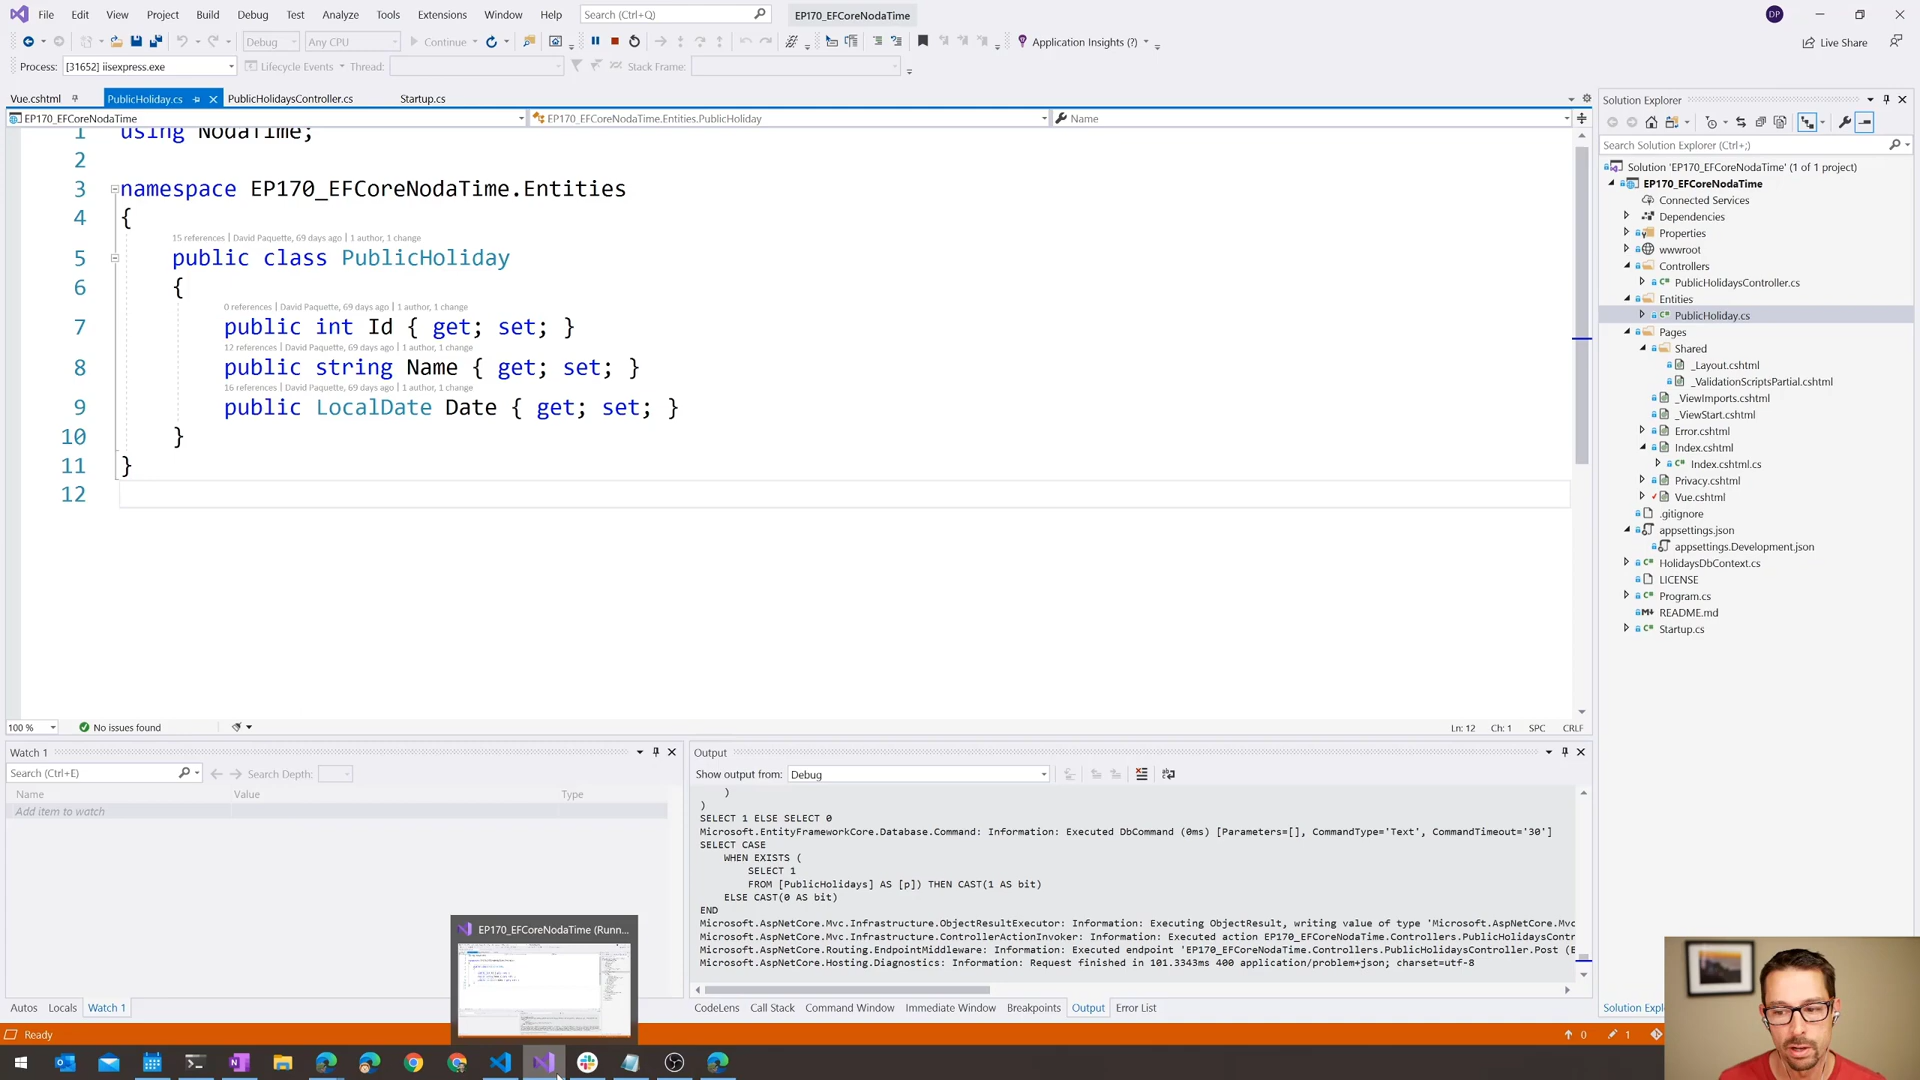 File Edit View Project Build Debug Test Analyze Tools Extensions Window Help Search (Ctrl+Q) EP170_EFCoreNodaTime DP
Debug Any CPU Continue Application Insights (?) Live Share
Process: [31652] iisexpress.exe Lifecycle Events Thread: Stack Frame:
Vue.cshtml PublicHoliday.cs PublicHolidaysController.cs Startup.cs
EP170_EFCoreNodaTime EP170_EFCoreNodaTime.Entities.PublicHoliday Name
1 using NodaTime;
2
3 namespace EP170_EFCoreNodaTime.Entities
4 {
15 references | David Paquette, 69 days ago | 1 author, 1 change
5 public class PublicHoliday
6 {
0 references | David Paquette, 69 days ago | 1 author, 1 change
7 public int Id { get; set; }
12 references | David Paquette, 69 days ago | 1 author, 1 change
8 public string Name { get; set; }
16 references | David Paquette, 69 days ago | 1 author, 1 change
9 public LocalDate Date { get; set; }
10 }
11 }
12
100 % No issues found Ln: 12 Ch: 1 SPC CRLF
Solution Explorer
Search Solution Explorer (Ctrl+;)
Solution 'EP170_EFCoreNodaTime' (1 of 1 project)
EP170_EFCoreNodaTime
Connected Services
Dependencies
Properties
wwwroot
Controllers
PublicHolidaysController.cs
Entities
PublicHoliday.cs
Pages
Shared
_Layout.cshtml
_ValidationScriptsPartial.cshtml
_ViewImports.cshtml
_ViewStart.cshtml
Error.cshtml
Index.cshtml
Index.cshtml.cs
Privacy.cshtml
Vue.cshtml
.gitignore
appsettings.json
appsettings.Development.json
HolidaysDbContext.cs
LICENSE
Program.cs
README.md
Startup.cs
Watch 1
Search (Ctrl+E) Search Depth:
Name Value Type
Add item to watch
Autos Locals Watch 1
Output
Show output from: Debug
)
)
SELECT 1 ELSE SELECT 0
Microsoft.EntityFrameworkCore.Database.Command: Information: Executed DbCommand (0ms) [Parameters=[], CommandType='Text', CommandTimeout='30']
SELECT CASE
WHEN EXISTS (
SELECT 1
FROM [PublicHolidays] AS [p]) THEN CAST(1 AS bit)
ELSE CAST(0 AS bit)
END
Microsoft.AspNetCore.Mvc.Infrastructure.ObjectResultExecutor: Information: Executing ObjectResult, writing value of type 'Microsoft.AspNetCore.Mvc
Microsoft.AspNetCore.Mvc.Infrastructure.ControllerActionInvoker: Information: Executed action EP170_EFCoreNodaTime.Controllers.PublicHolidaysContr
Microsoft.AspNetCore.Routing.EndpointMiddleware: Information: Executed endpoint 'EP170_EFCoreNodaTime.Controllers.PublicHolidaysController.Post (E
Microsoft.AspNetCore.Hosting.Diagnostics: Information: Request finished in 101.3343ms 400 application/problem+json; charset=utf-8
CodeLens Call Stack Command Window Immediate Window Breakpoints Output Error List
Solution Expl
EP170_EFCoreNodaTime (Runn...
Ready 0 1